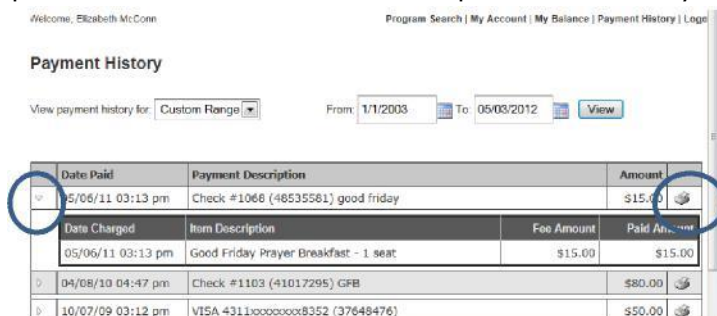 Welcome, Elizabeth McConn Program Search | My Account | My Balance | Payment History | Logo
Payment History
View payment history for: Custom Range From: 1/1/2003 To: 05/03/2012 View
Date Paid Payment Description Amount
05/06/11 03:13 pm Check #1068 (48535581) good friday $15.00
Date Charged Item Description Fee Amount Paid Amount
05/06/11 03:13 pm Good Friday Prayer Breakfast - 1 seat $15.00 $15.00
04/08/10 04:47 pm Check #1103 (41017295) GFB $80.00
10/07/09 03:12 pm VISA 4311xxxxxxxx8352 (37648476) $50.00